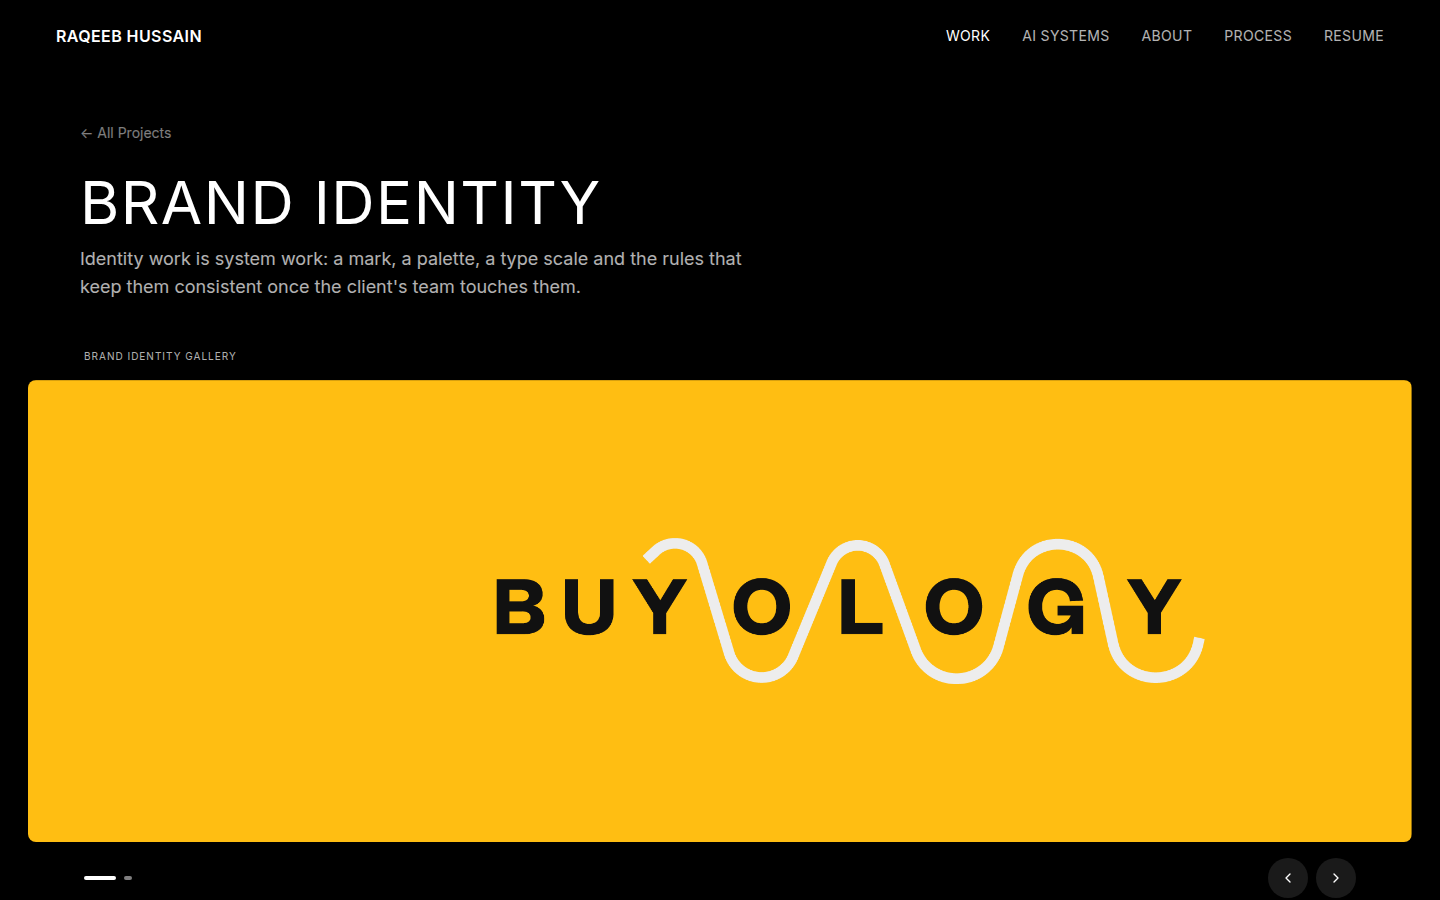 RAQEEB HUSSAIN
WORK
AI SYSTEMS
ABOUT
PROCESS
RESUME
← All Projects
BRAND IDENTITY
Identity work is system work: a mark, a palette, a type scale and the rules that
keep them consistent once the client's team touches them.
BRAND IDENTITY GALLERY
BUYOLOGY